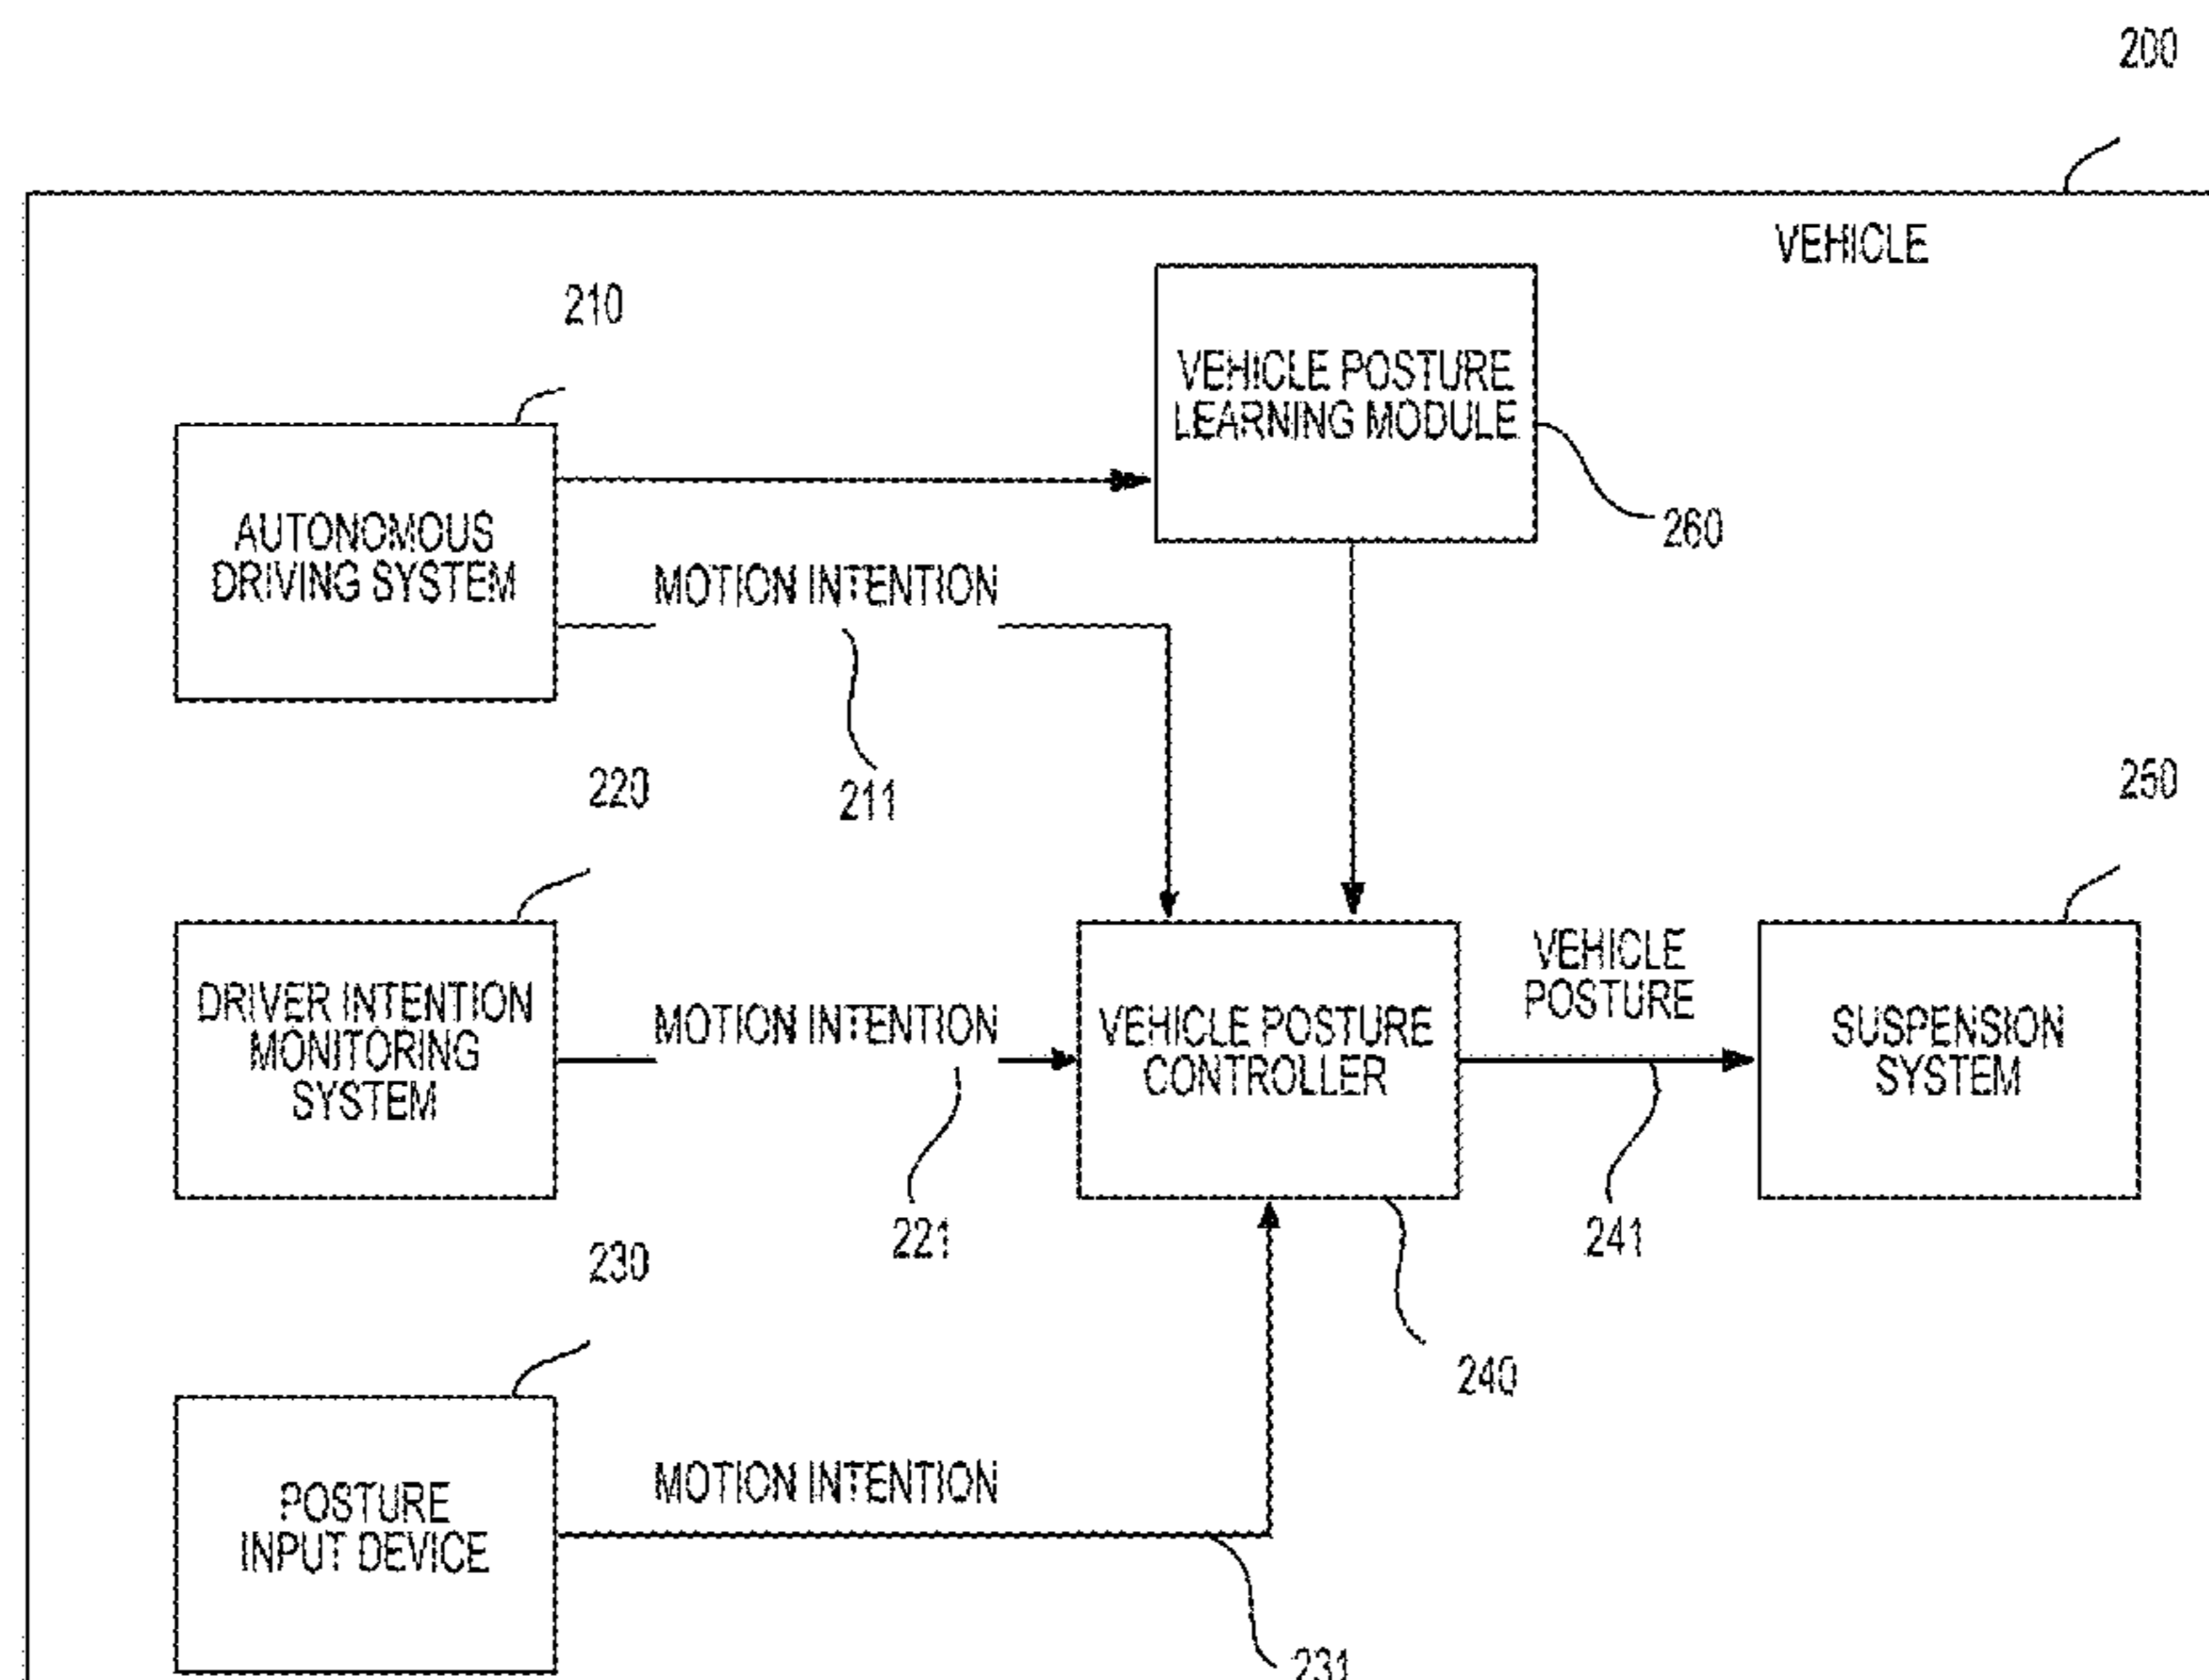 200
VEHICLE
210
VEHICLE POSTURE
LEARNING MODULE
260
AUTONOMOUS
DRIVING SYSTEM
MOTION INTENTION
211
220
250
DRIVER INTENTION
MONITORING
SYSTEM
MOTION INTENTION
221
VEHICLE POSTURE
CONTROLLER
VEHICLE
POSTURE
241
SUSPENSION
SYSTEM
230
240
POSTURE
INPUT DEVICE
MOTION INTENTION
231